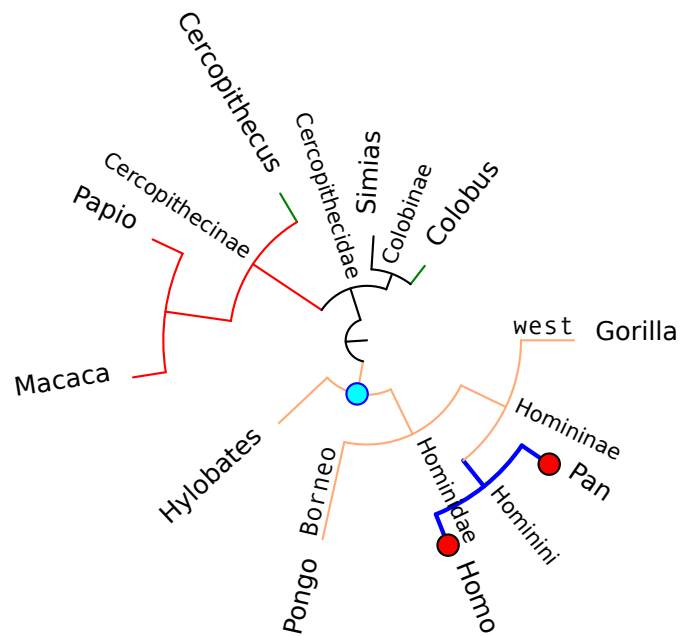 Cercopithecus
Cercopithecidae
Simias
Colobinae
Colobus
Cercopithecinae
Papio
Macaca
west
Gorilla
Homininae
Hominidae
Pan
Hominini
Hylobates
Borneo
Pongo
Homo